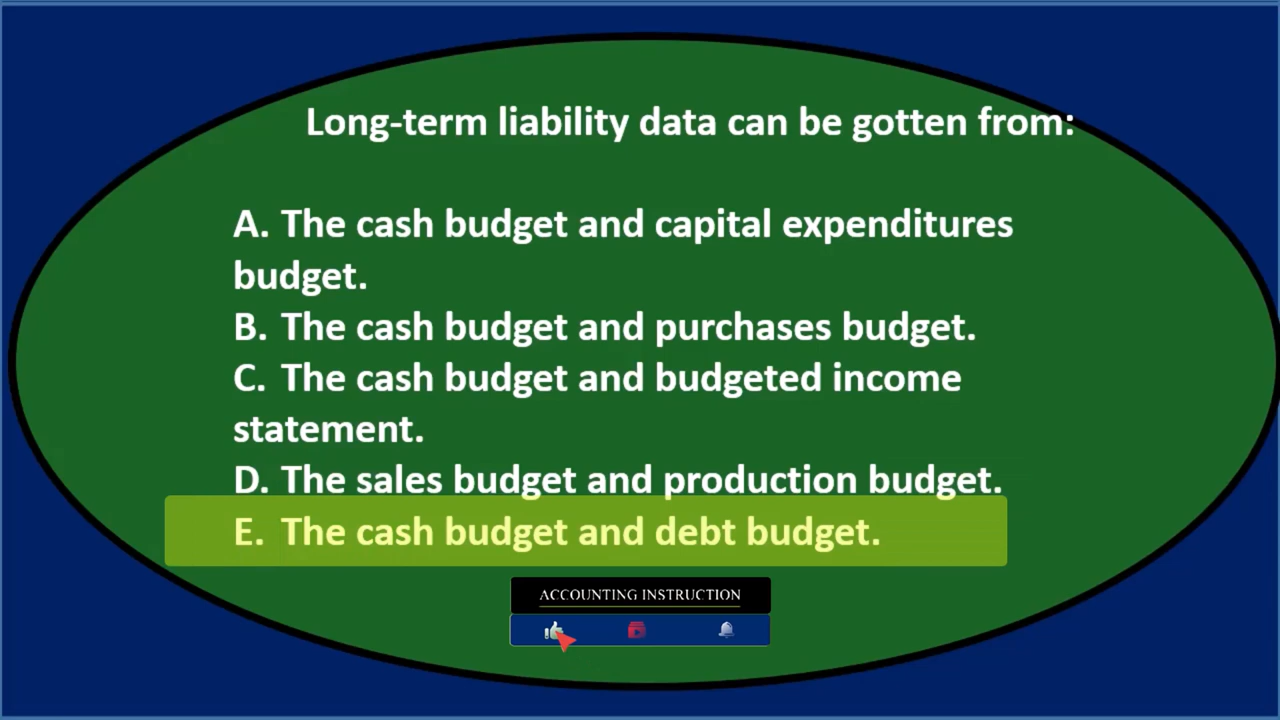 Long-term liability data can be gotten from:
A. The cash budget and capital expenditures
budget.
B. The cash budget and purchases budget.
C. The cash budget and budgeted income
statement.
D. The sales budget and production budget.
E. The cash budget and debt budget.
ACCOUNTING INSTRUCTION